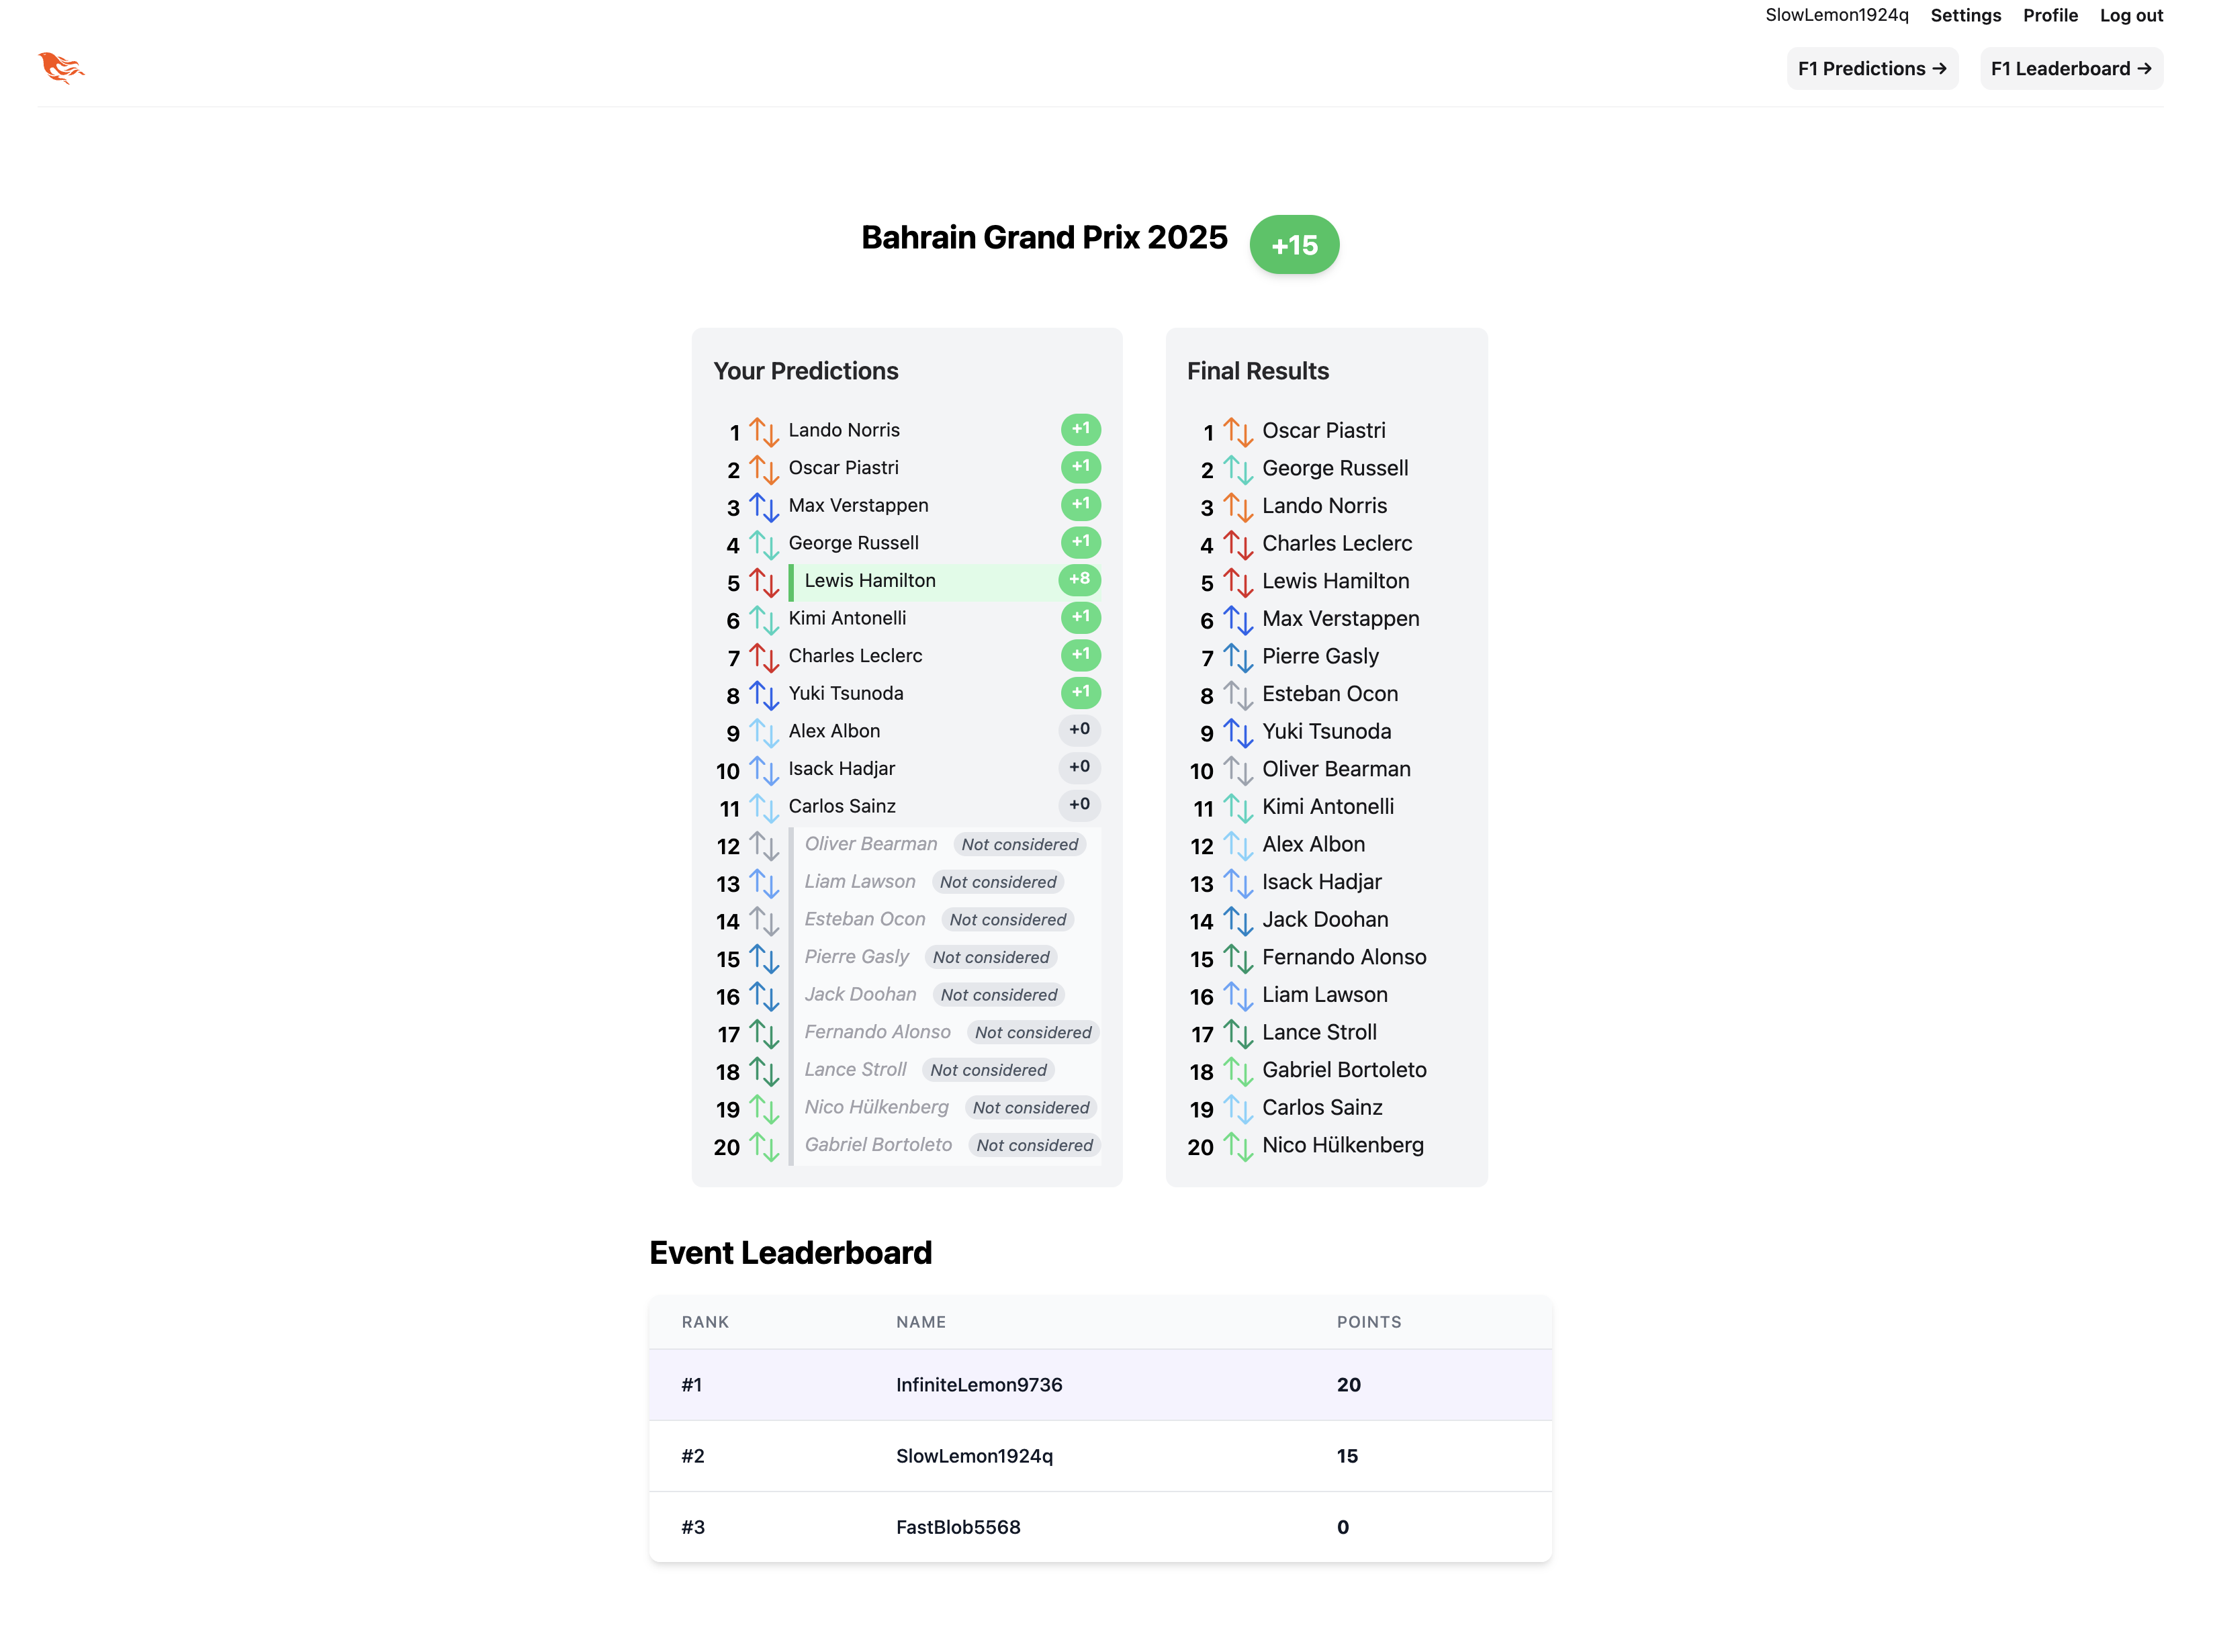 SlowLemon1924q Settings Profile Log out
F1 Predictions → F1 Leaderboard →
Bahrain Grand Prix 2025 +15
Your Predictions
1 Lando Norris +1
2 Oscar Piastri +1
3 Max Verstappen +1
4 George Russell +1
5 Lewis Hamilton +8
6 Kimi Antonelli +1
7 Charles Leclerc +1
8 Yuki Tsunoda +1
9 Alex Albon +0
10 Isack Hadjar +0
11 Carlos Sainz +0
12 Oliver Bearman Not considered
13 Liam Lawson Not considered
14 Esteban Ocon Not considered
15 Pierre Gasly Not considered
16 Jack Doohan Not considered
17 Fernando Alonso Not considered
18 Lance Stroll Not considered
19 Nico Hülkenberg Not considered
20 Gabriel Bortoleto Not considered
Final Results
1 Oscar Piastri
2 George Russell
3 Lando Norris
4 Charles Leclerc
5 Lewis Hamilton
6 Max Verstappen
7 Pierre Gasly
8 Esteban Ocon
9 Yuki Tsunoda
10 Oliver Bearman
11 Kimi Antonelli
12 Alex Albon
13 Isack Hadjar
14 Jack Doohan
15 Fernando Alonso
16 Liam Lawson
17 Lance Stroll
18 Gabriel Bortoleto
19 Carlos Sainz
20 Nico Hülkenberg
Event Leaderboard
RANK NAME POINTS
#1 InfiniteLemon9736 20
#2 SlowLemon1924q 15
#3 FastBlob5568 0